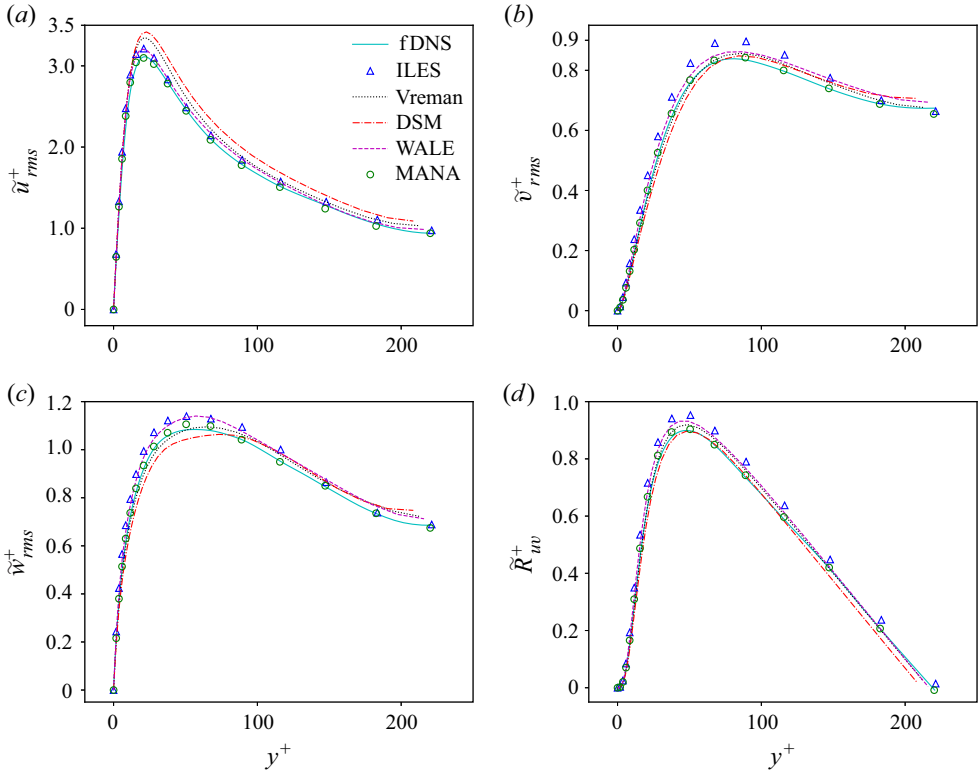 (a)
3.5
3.0
2.0
1.0
0
ũ⁺rms
fDNS
ILES
Vreman
DSM
WALE
MANA
0
100
200
(b)
0.9
0.8
0.6
0.4
0.2
0
ṽ⁺rms
0
100
200
(c)
1.2
1.0
0.8
0.6
0.4
0.2
0
w̃⁺rms
0
100
200
y⁺
(d)
1.0
0.8
0.6
0.4
0.2
0
R̃⁺uv
0
100
200
y⁺